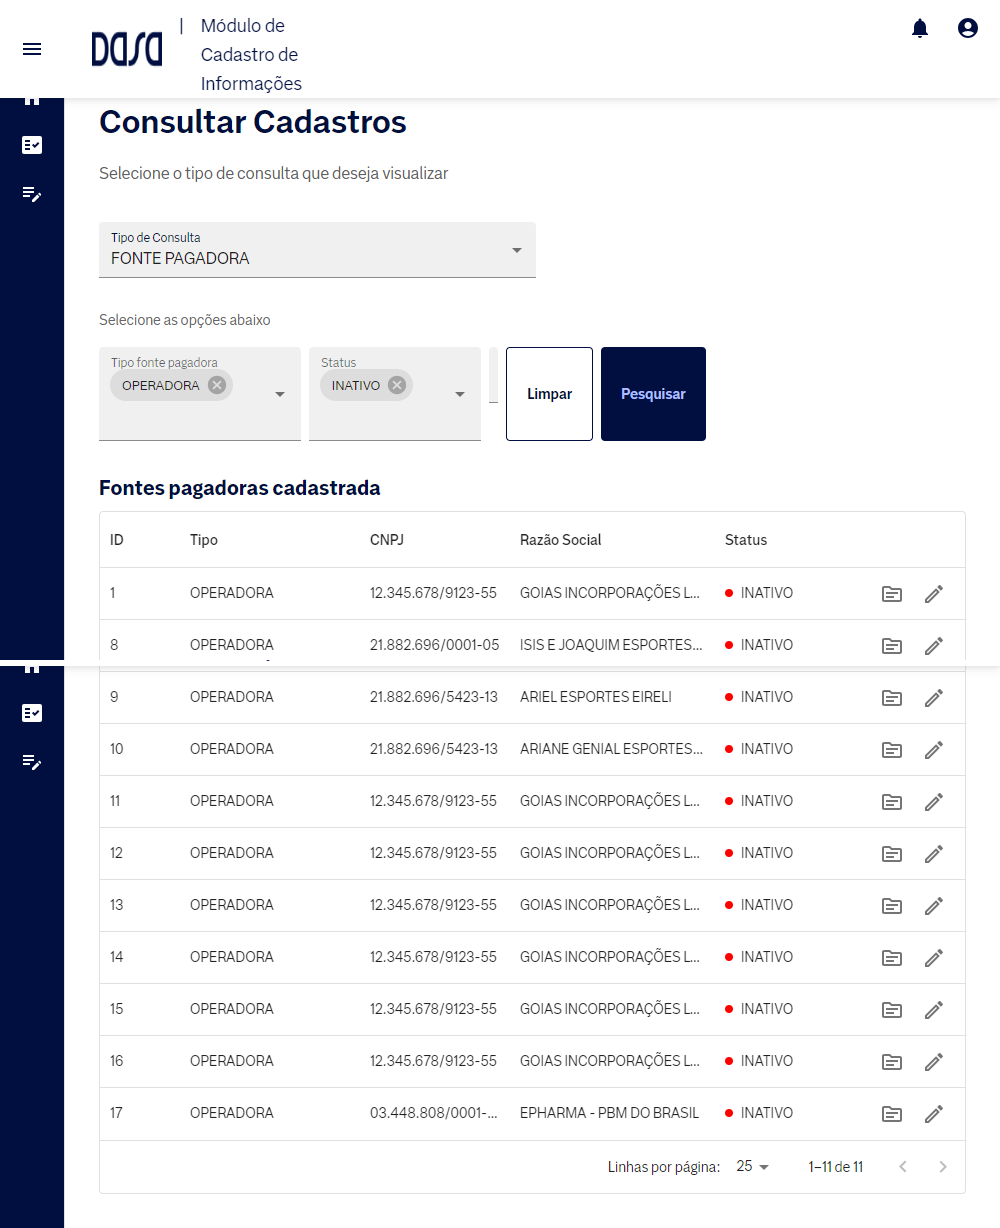 DASA
| Módulo de
Cadastro de
Informações
Consultar Cadastros
Selecione o tipo de consulta que deseja visualizar
Tipo de Consulta
FONTE PAGADORA
Selecione as opções abaixo
Tipo fonte pagadora
OPERADORA
Status
INATIVO
Limpar
Pesquisar
Fontes pagadoras cadastrada
ID Tipo CNPJ Razão Social Status
1 OPERADORA 12.345.678/9123-55 GOIAS INCORPORAÇÕES L... INATIVO
8 OPERADORA 21.882.696/0001-05 ISIS E JOAQUIM ESPORTES... INATIVO
9 OPERADORA 21.882.696/5423-13 ARIEL ESPORTES EIRELI INATIVO
10 OPERADORA 21.882.696/5423-13 ARIANE GENIAL ESPORTES... INATIVO
11 OPERADORA 12.345.678/9123-55 GOIAS INCORPORAÇÕES L... INATIVO
12 OPERADORA 12.345.678/9123-55 GOIAS INCORPORAÇÕES L... INATIVO
13 OPERADORA 12.345.678/9123-55 GOIAS INCORPORAÇÕES L... INATIVO
14 OPERADORA 12.345.678/9123-55 GOIAS INCORPORAÇÕES L... INATIVO
15 OPERADORA 12.345.678/9123-55 GOIAS INCORPORAÇÕES L... INATIVO
16 OPERADORA 12.345.678/9123-55 GOIAS INCORPORAÇÕES L... INATIVO
17 OPERADORA 03.448.808/0001-... EPHARMA - PBM DO BRASIL INATIVO
Linhas por página: 25 1–11 de 11